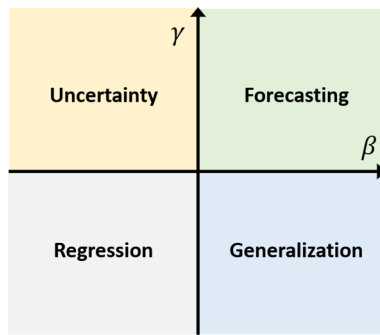 γ
Uncertainty
Forecasting
β
Regression
Generalization